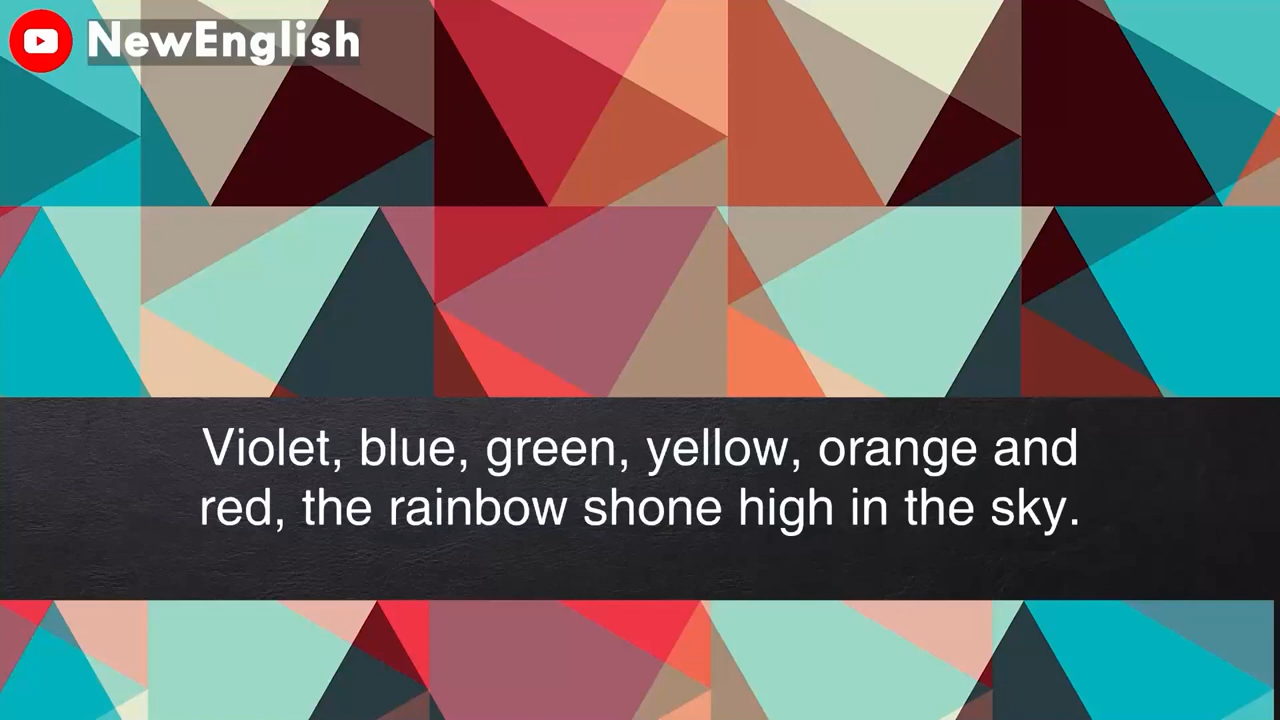 NewEnglish
Violet, blue, green, yellow, orange and
red, the rainbow shone high in the sky.